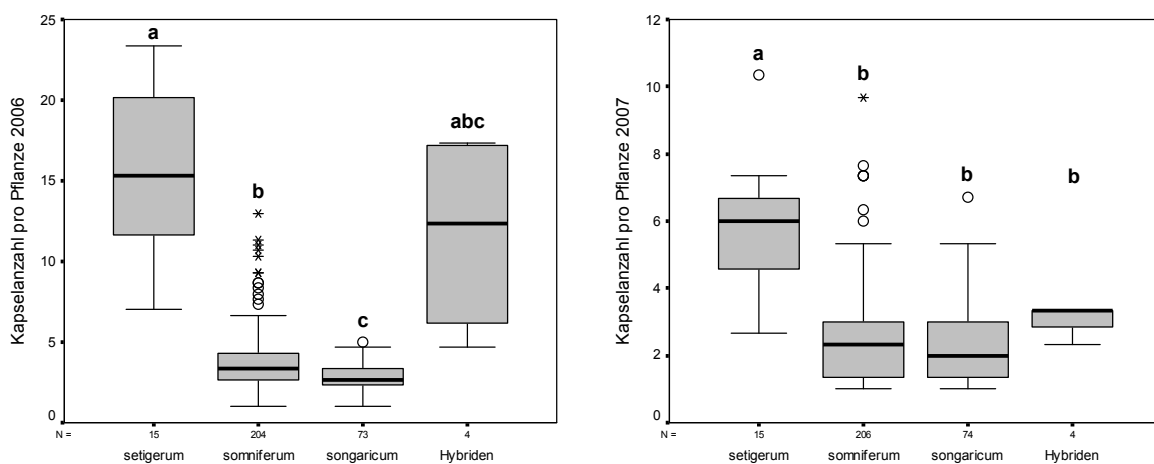 Kapselanzahl pro Pflanze 2006
25
20
15
10
5
0
a
b
c
abc
N = 15 204 73 4
setigerum somniferum songaricum Hybriden
Kapselanzahl pro Pflanze 2007
12
10
8
6
4
2
0
a
b
b
b
N = 15 206 74 4
setigerum somniferum songaricum Hybriden